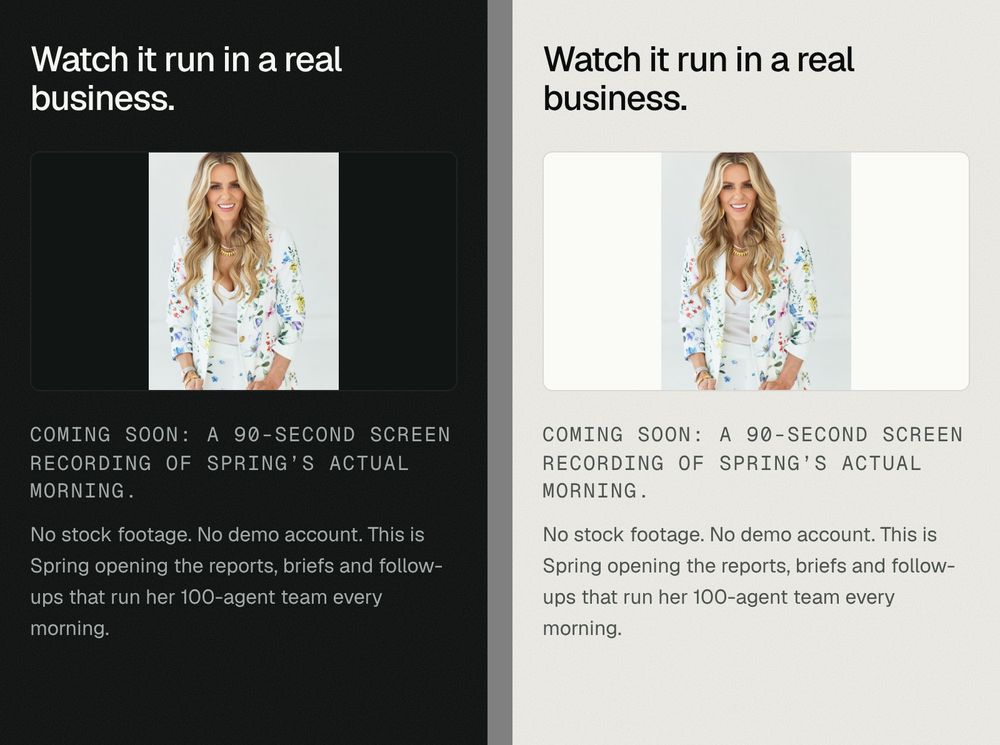 Watch it run in a real
business.
COMING SOON: A 90-SECOND SCREEN
RECORDING OF SPRING’S ACTUAL
MORNING.
No stock footage. No demo account. This is
Spring opening the reports, briefs and follow-
ups that run her 100-agent team every
morning.
Watch it run in a real
business.
COMING SOON: A 90-SECOND SCREEN
RECORDING OF SPRING’S ACTUAL
MORNING.
No stock footage. No demo account. This is
Spring opening the reports, briefs and follow-
ups that run her 100-agent team every
morning.